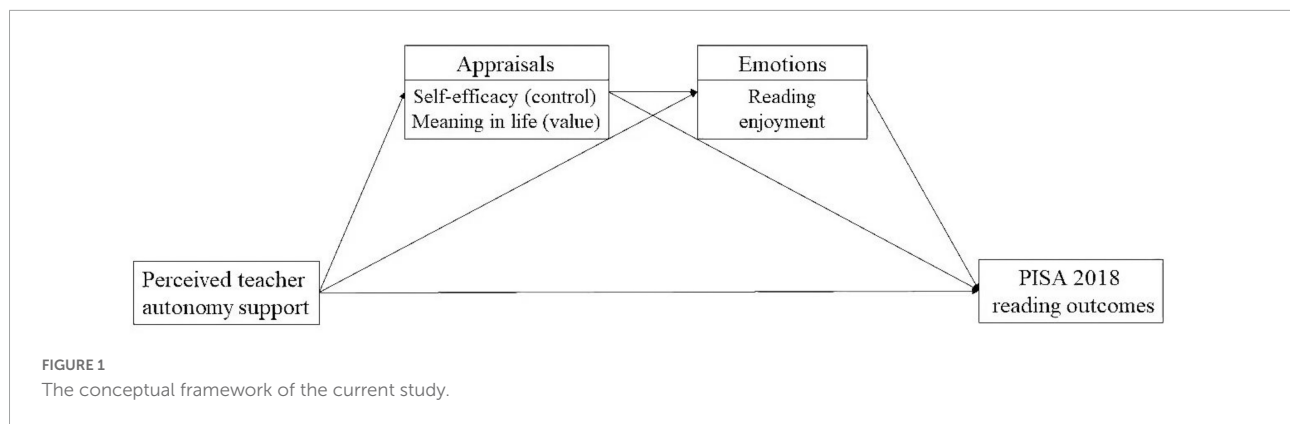 Appraisals
Self-efficacy (control)
Meaning in life (value)
Emotions
Reading
enjoyment
Perceived teacher
autonomy support
PISA 2018
reading outcomes
FIGURE 1
The conceptual framework of the current study.